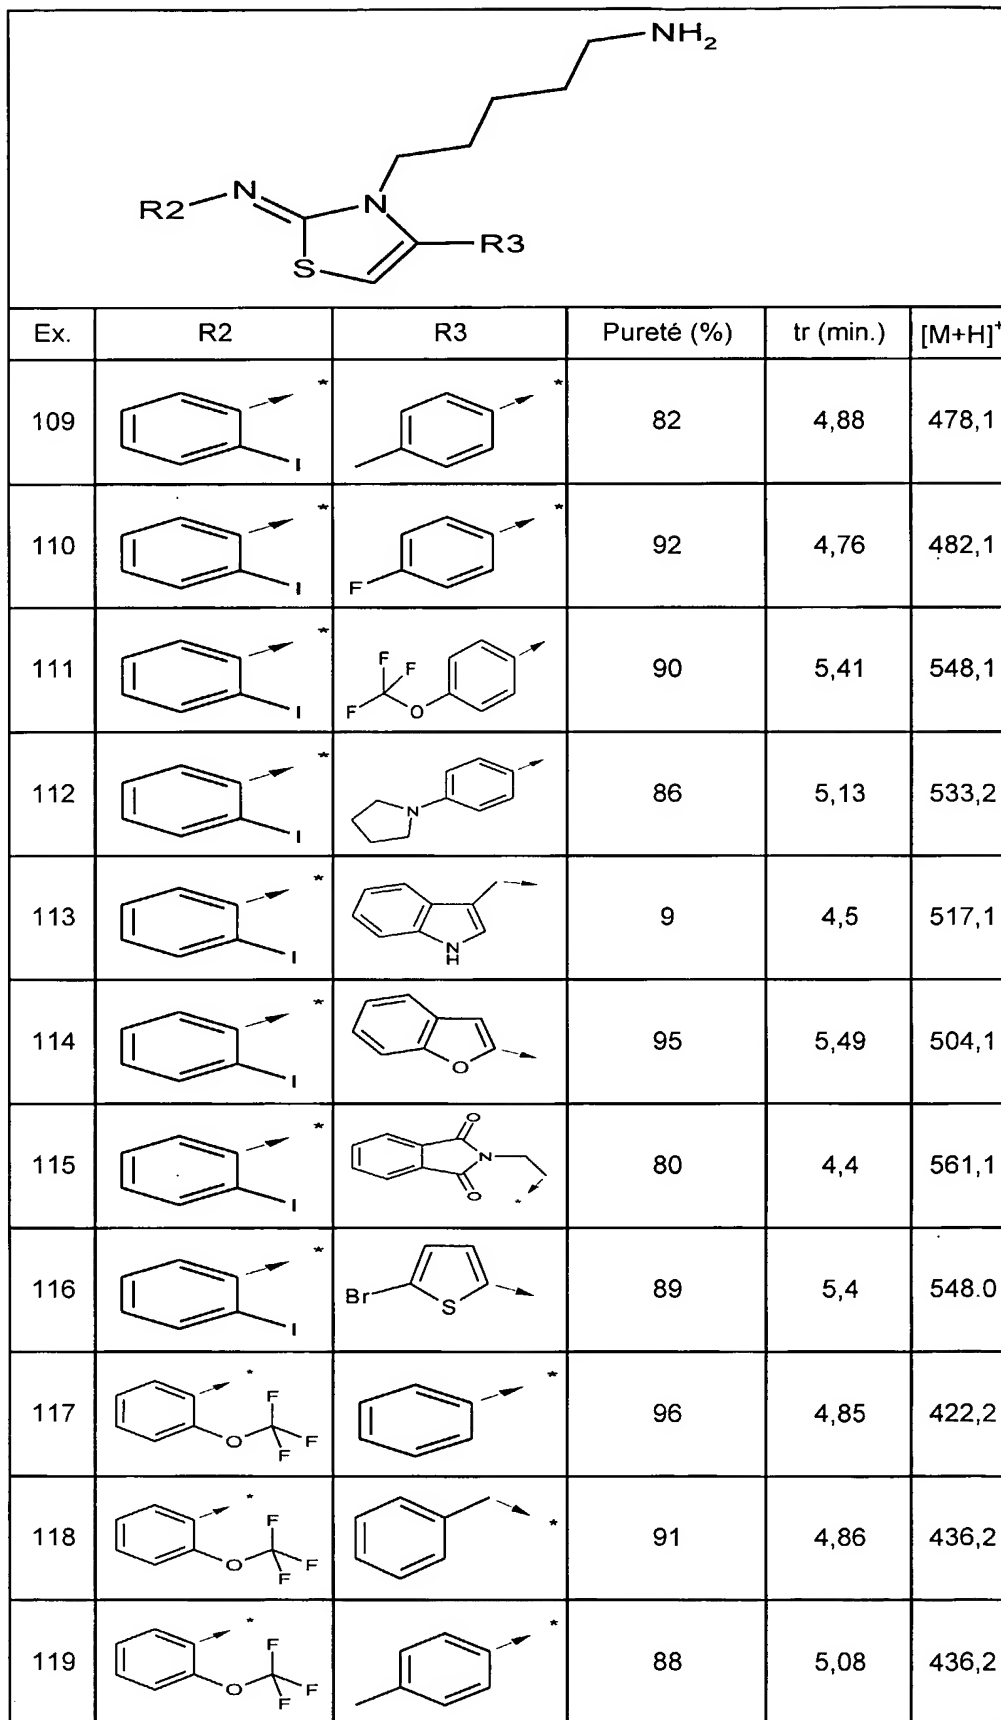 NH2
R2 N N R3
S
Ex. R2 R3 Pureté (%) tr (min.) [M+H]+
109 * I * 82 4,88 478,1
110 * I F * 92 4,76 482,1
111 * I F F F O 90 5,41 548,1
112 * I N 86 5,13 533,2
113 * I N H 9 4,5 517,1
114 * I O 95 5,49 504,1
115 * I O N O * 80 4,4 561,1
116 * I Br S 89 5,4 548.0
117 * O F F F * 96 4,85 422,2
118 * O F F F * 91 4,86 436,2
119 * O F F F * 88 5,08 436,2